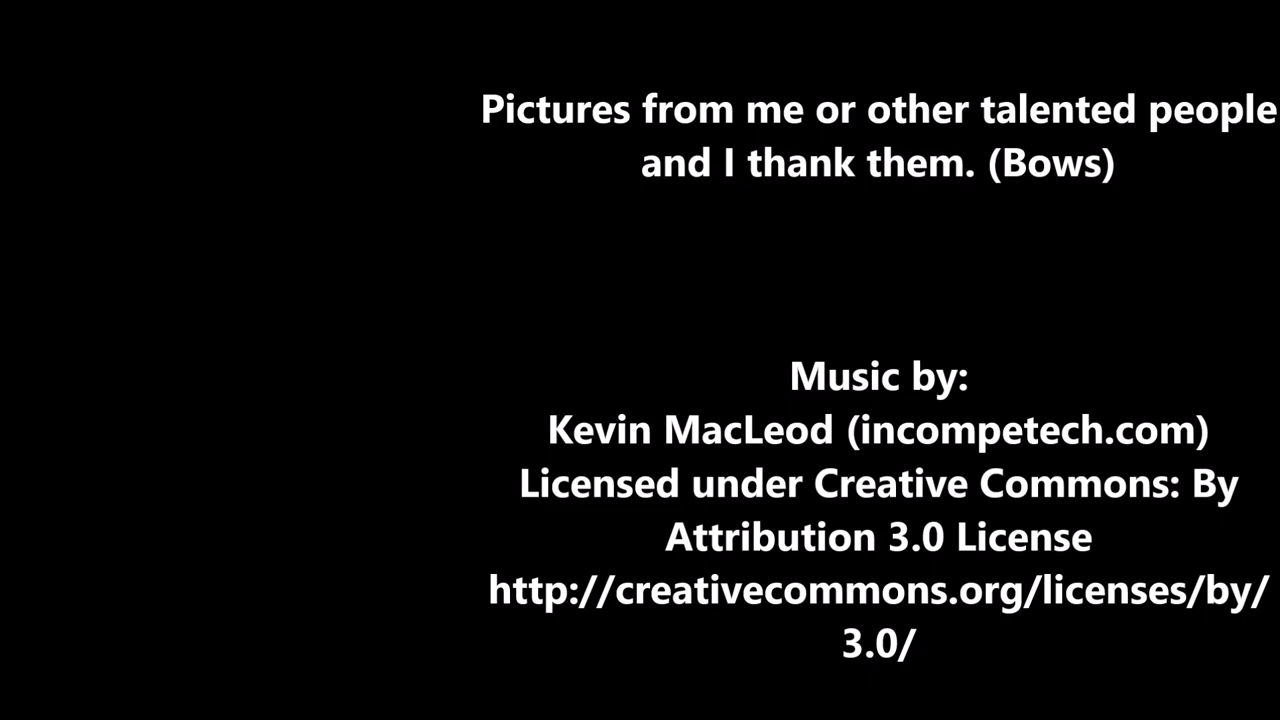 Pictures from me or other talented people
and I thank them. (Bows)
Music by:
Kevin MacLeod (incompetech.com)
Licensed under Creative Commons: By
Attribution 3.0 License
http://creativecommons.org/licenses/by/
3.0/